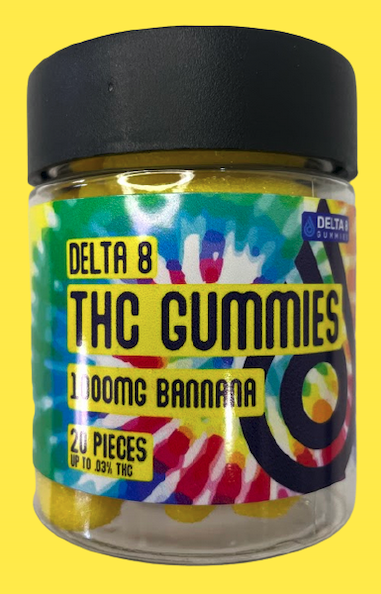 DELTA 8
GUMMIES
DELTA 8
THC GUMMIES
1000MG BANNANA
20 PIECES
UP TO .03% THC